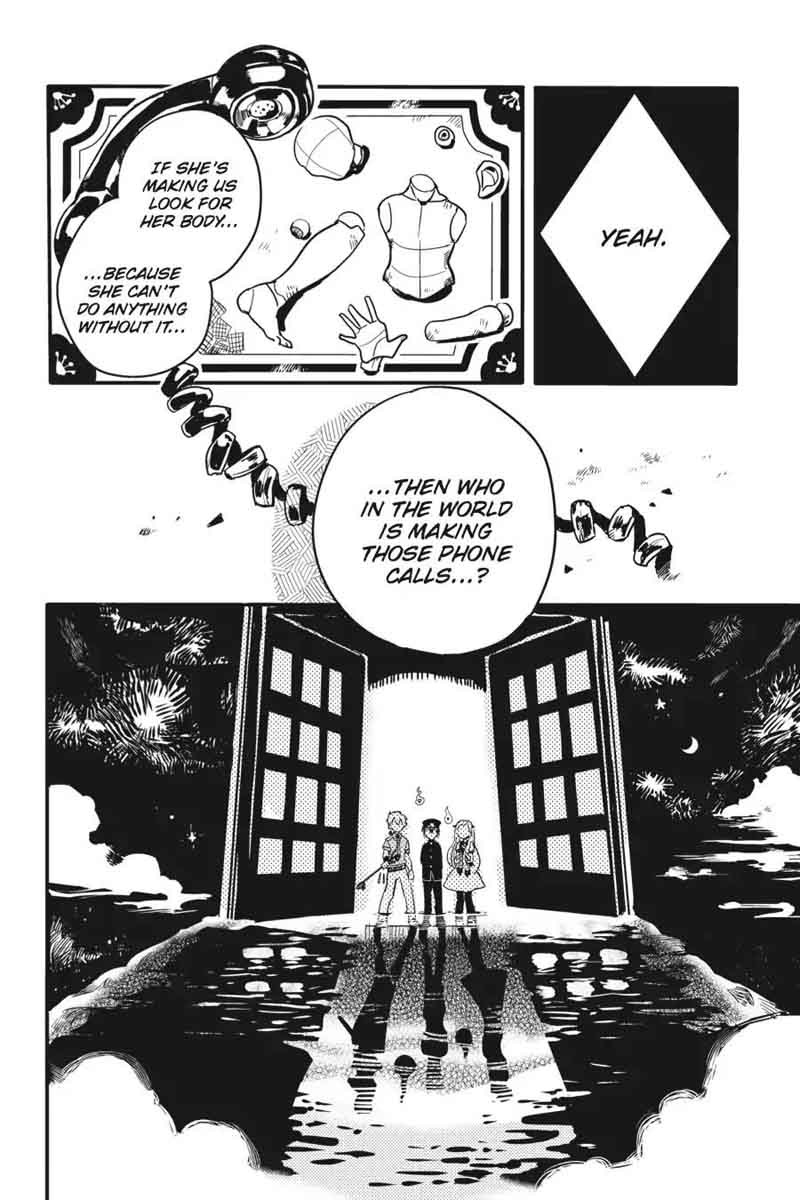 YEAH.
IF SHE'S
MAKING US
LOOK FOR
HER BODY...
...BECAUSE
SHE CAN'T
DO ANYTHING
WITHOUT IT...
...THEN WHO
IN THE WORLD
IS MAKING
THOSE PHONE
CALLS...?